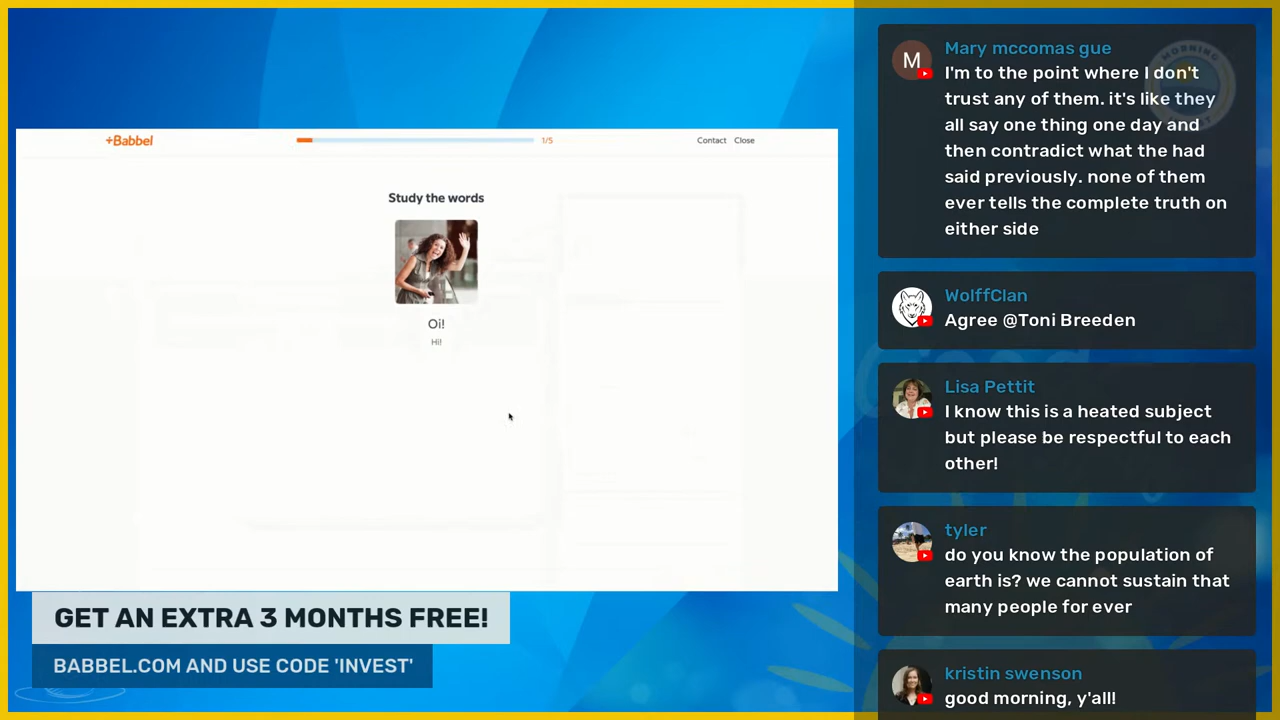 +Babbel
1/5
Contact Close
Study the words
Oi!
Hi!
GET AN EXTRA 3 MONTHS FREE!
BABBEL.COM AND USE CODE 'INVEST'
MORNING
M
Mary mccomas gue
I'm to the point where I don't
trust any of them. it's like they
all say one thing one day and
then contradict what the had
said previously. none of them
ever tells the complete truth on
either side
WolffClan
Agree @Toni Breeden
Lisa Pettit
I know this is a heated subject
but please be respectful to each
other!
tyler
do you know the population of
earth is? we cannot sustain that
many people for ever
kristin swenson
good morning, y'all!